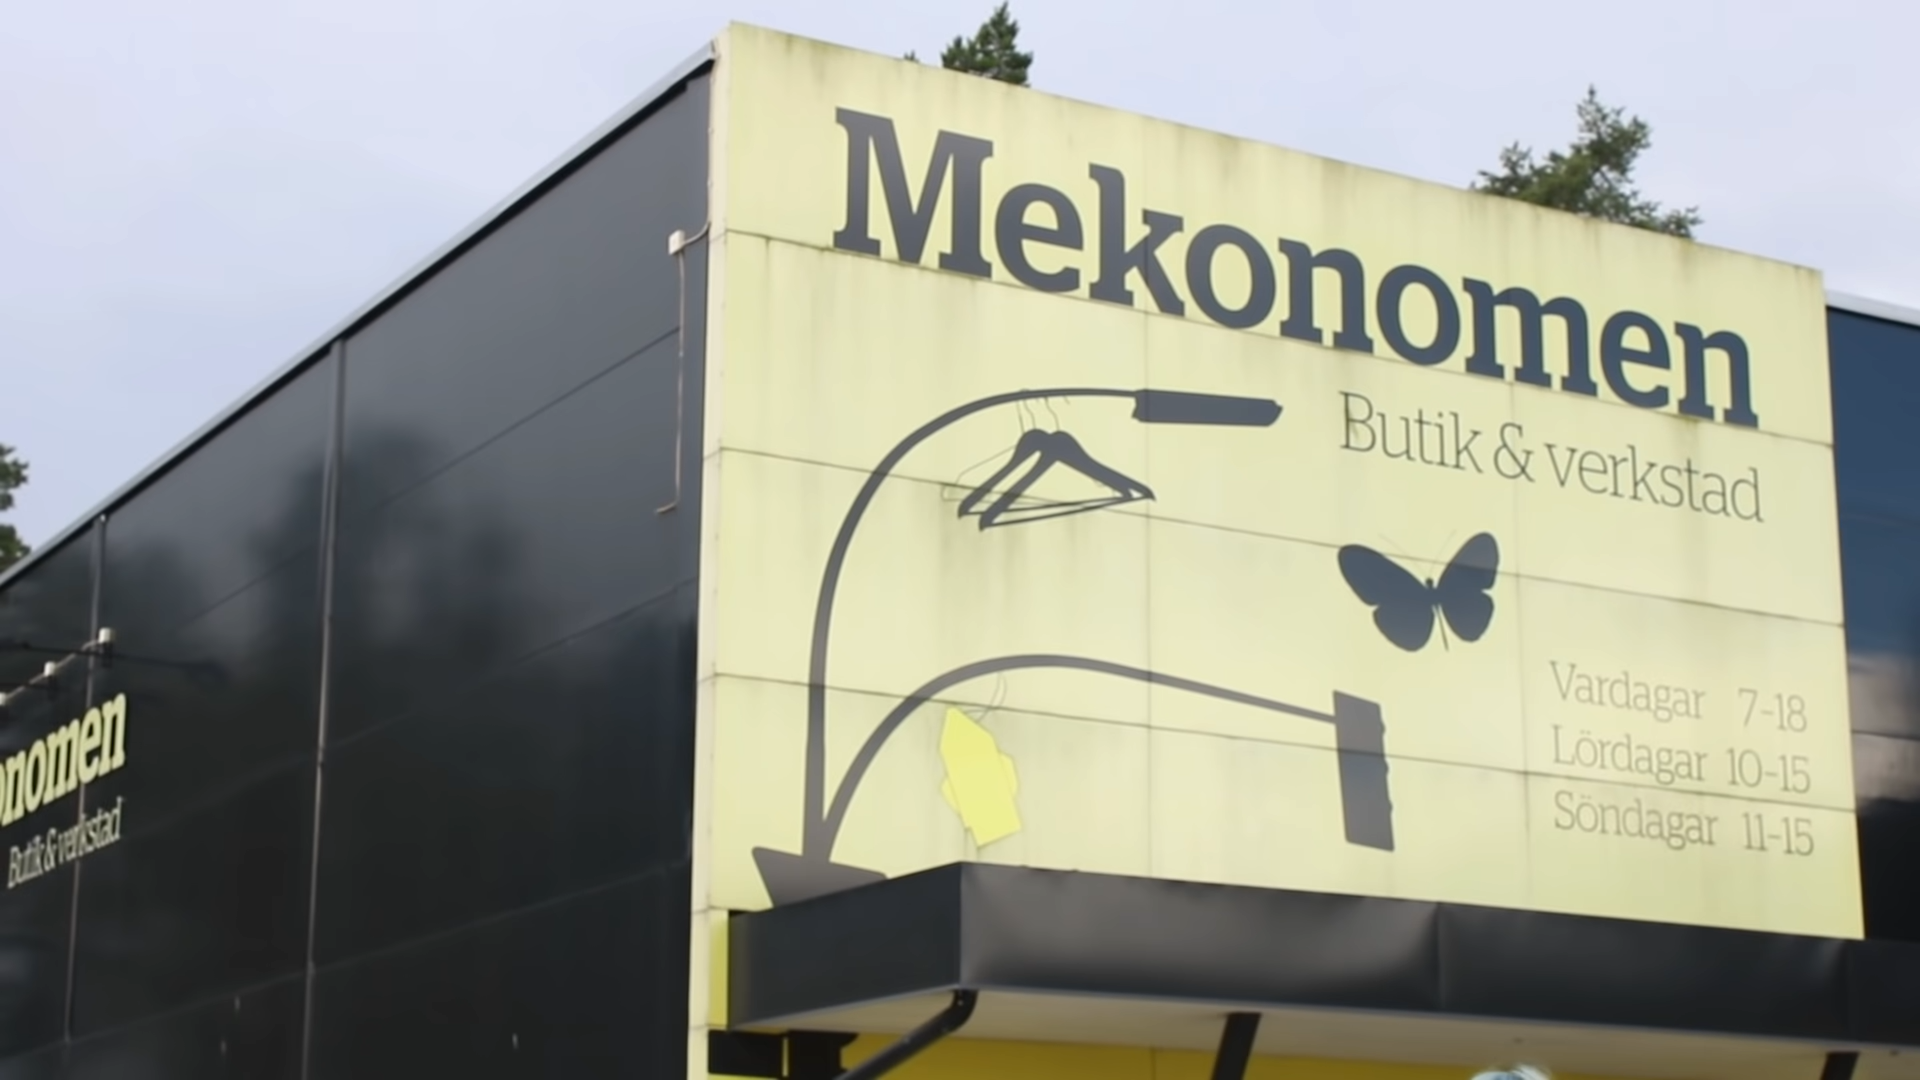 Mekonomen
Butik & verkstad
Vardagar 7-18
Lördagar 10-15
Söndagar 11-15
onomen
Butik & verkstad